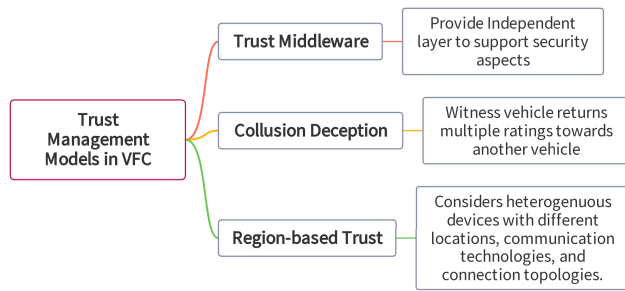 Trust
Management
Models in VFC
Trust Middleware
Provide Independent
layer to support security
aspects
Collusion Deception
Witness vehicle returns
multiple ratings towards
another vehicle
Region-based Trust
Considers heterogenuous
devices with different
locations, communication
technologies, and
connection topologies.